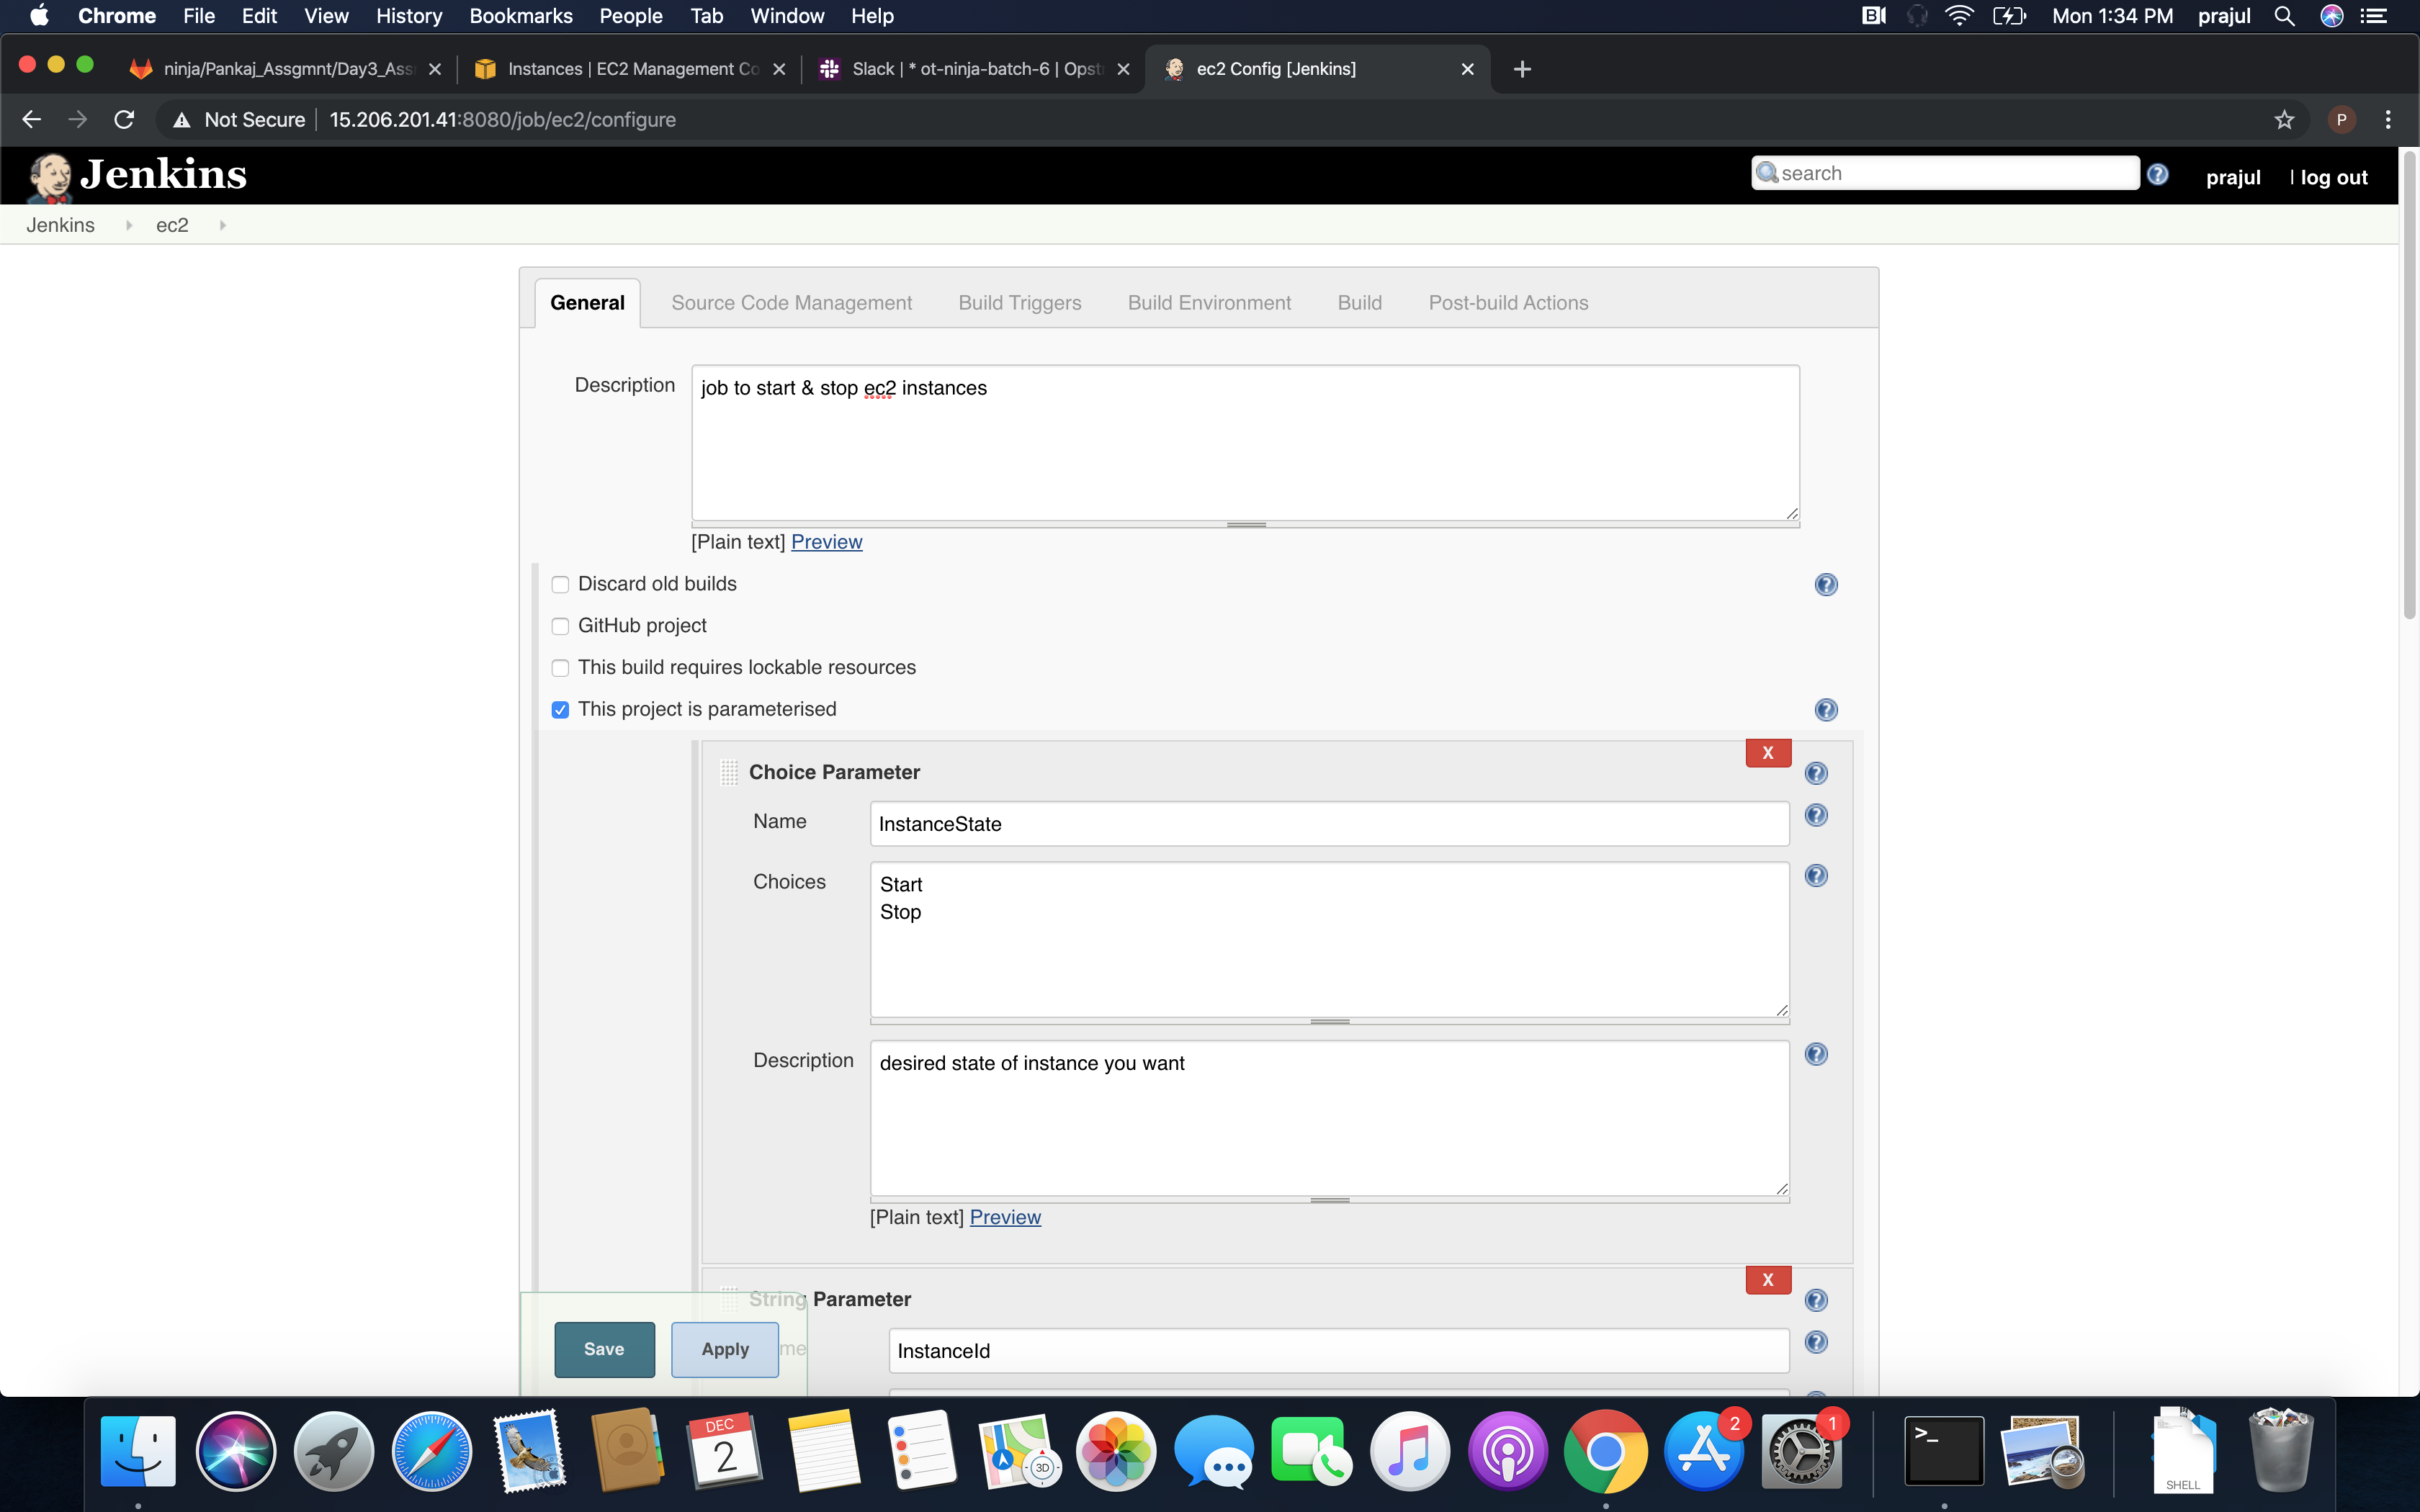 Chrome File Edit View History Bookmarks People Tab Window Help Mon 1:34 PM prajul
ninja/Pankaj_Assgmnt/Day3_Ass Instances | EC2 Management Co Slack | * ot-ninja-batch-6 | Opst ec2 Config [Jenkins]
Not Secure 15.206.201.41:8080/job/ec2/configure P
Jenkins search prajul | log out
Jenkins ec2
General Source Code Management Build Triggers Build Environment Build Post-build Actions
Description job to start & stop ec2 instances
[Plain text] Preview
Discard old builds
GitHub project
This build requires lockable resources
This project is parameterised
X
Choice Parameter
Name InstanceState
Choices Start
Stop
Description desired state of instance you want
[Plain text] Preview
X
String Parameter
Save Apply me InstanceId
DEC
2
3D
2
1
>_
SHELL